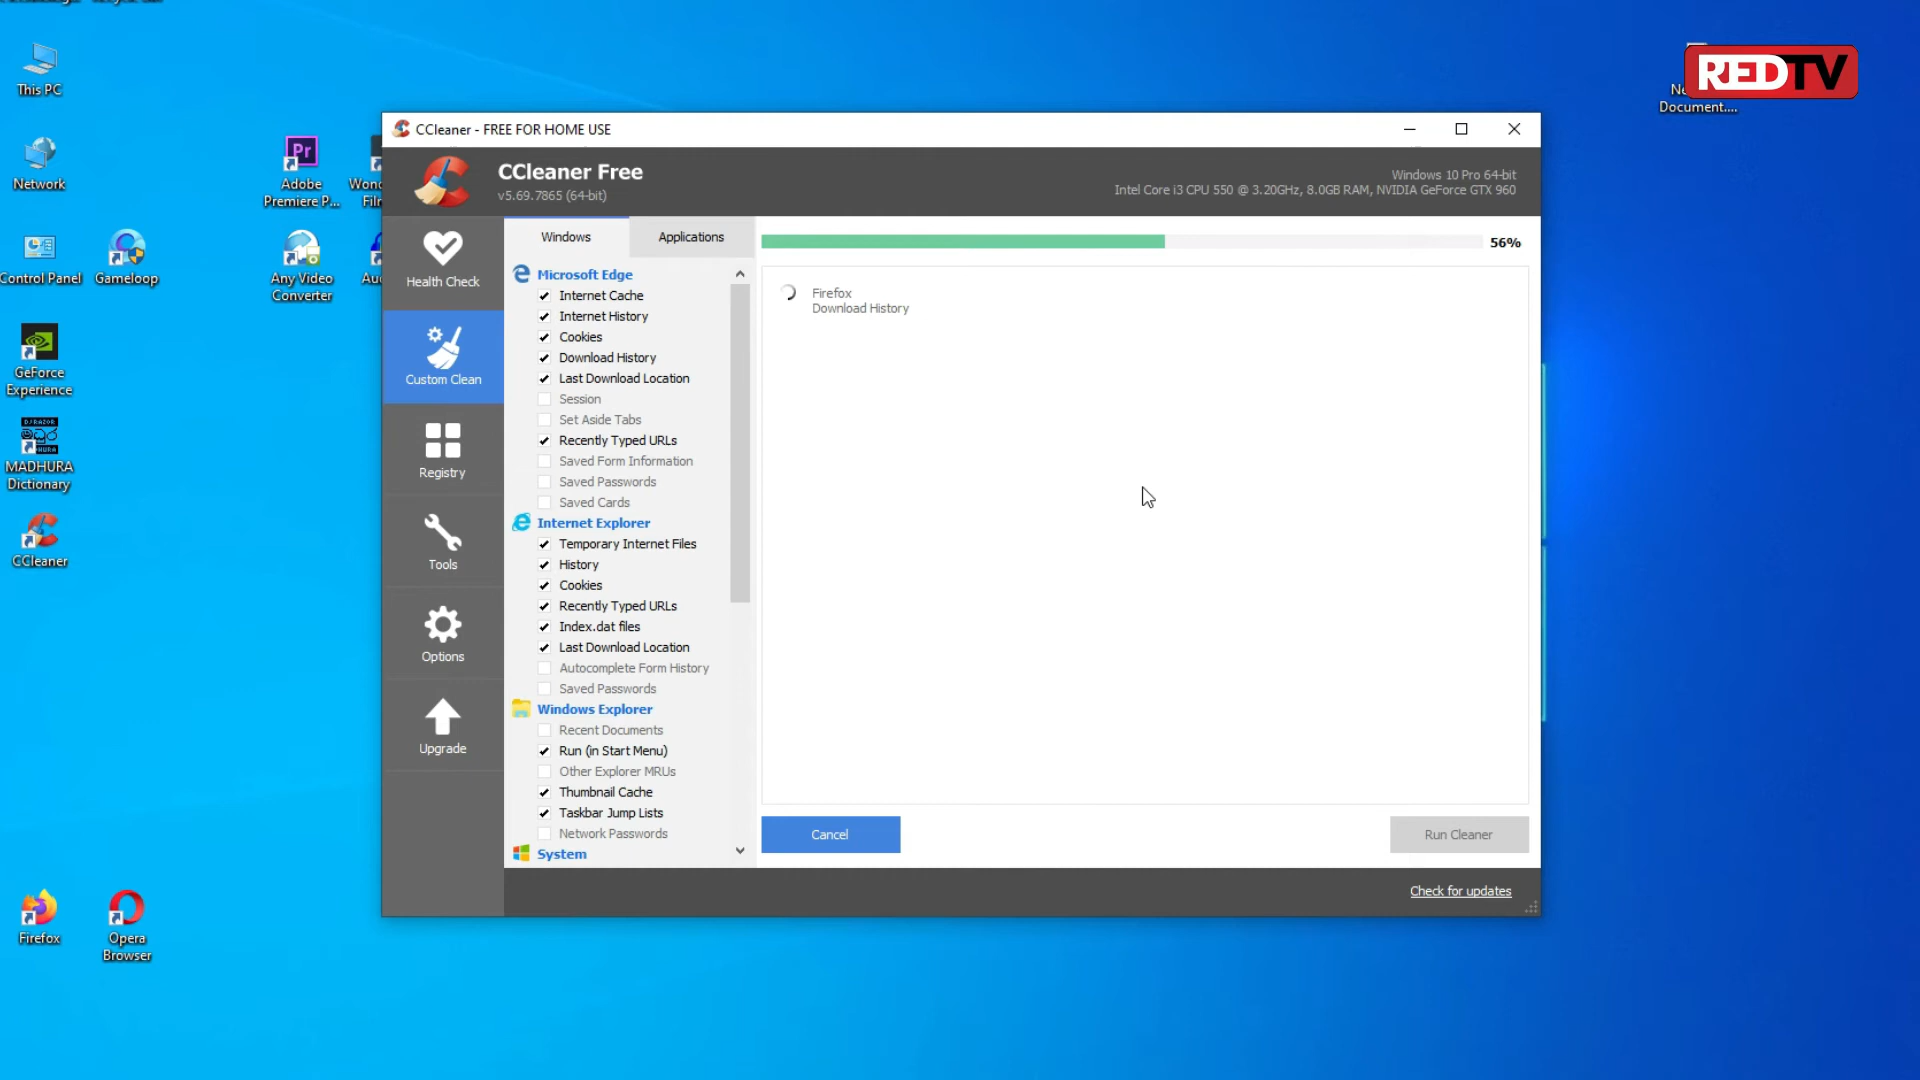 This PC
Network
Control Panel
Gameloop
GeForce
Experience
DJRAZOR
මධුර
MADHURA
Dictionary
CCleaner
Firefox
Opera
Browser
Pr
Adobe
Premiere P...
Any Video
Converter
REDTV
Document....
CCleaner - FREE FOR HOME USE
CCleaner Free
v5.69.7865 (64-bit)
Windows 10 Pro 64-bit
Intel Core i3 CPU 550 @ 3.20GHz, 8.0GB RAM, NVIDIA GeForce GTX 960
Health Check
Custom Clean
Registry
Tools
Options
Upgrade
Windows
Applications
Microsoft Edge
Internet Cache
Internet History
Cookies
Download History
Last Download Location
Session
Set Aside Tabs
Recently Typed URLs
Saved Form Information
Saved Passwords
Saved Cards
Internet Explorer
Temporary Internet Files
History
Cookies
Recently Typed URLs
Index.dat files
Last Download Location
Autocomplete Form History
Saved Passwords
Windows Explorer
Recent Documents
Run (in Start Menu)
Other Explorer MRUs
Thumbnail Cache
Taskbar Jump Lists
Network Passwords
System
56%
Firefox
Download History
Cancel
Run Cleaner
Check for updates